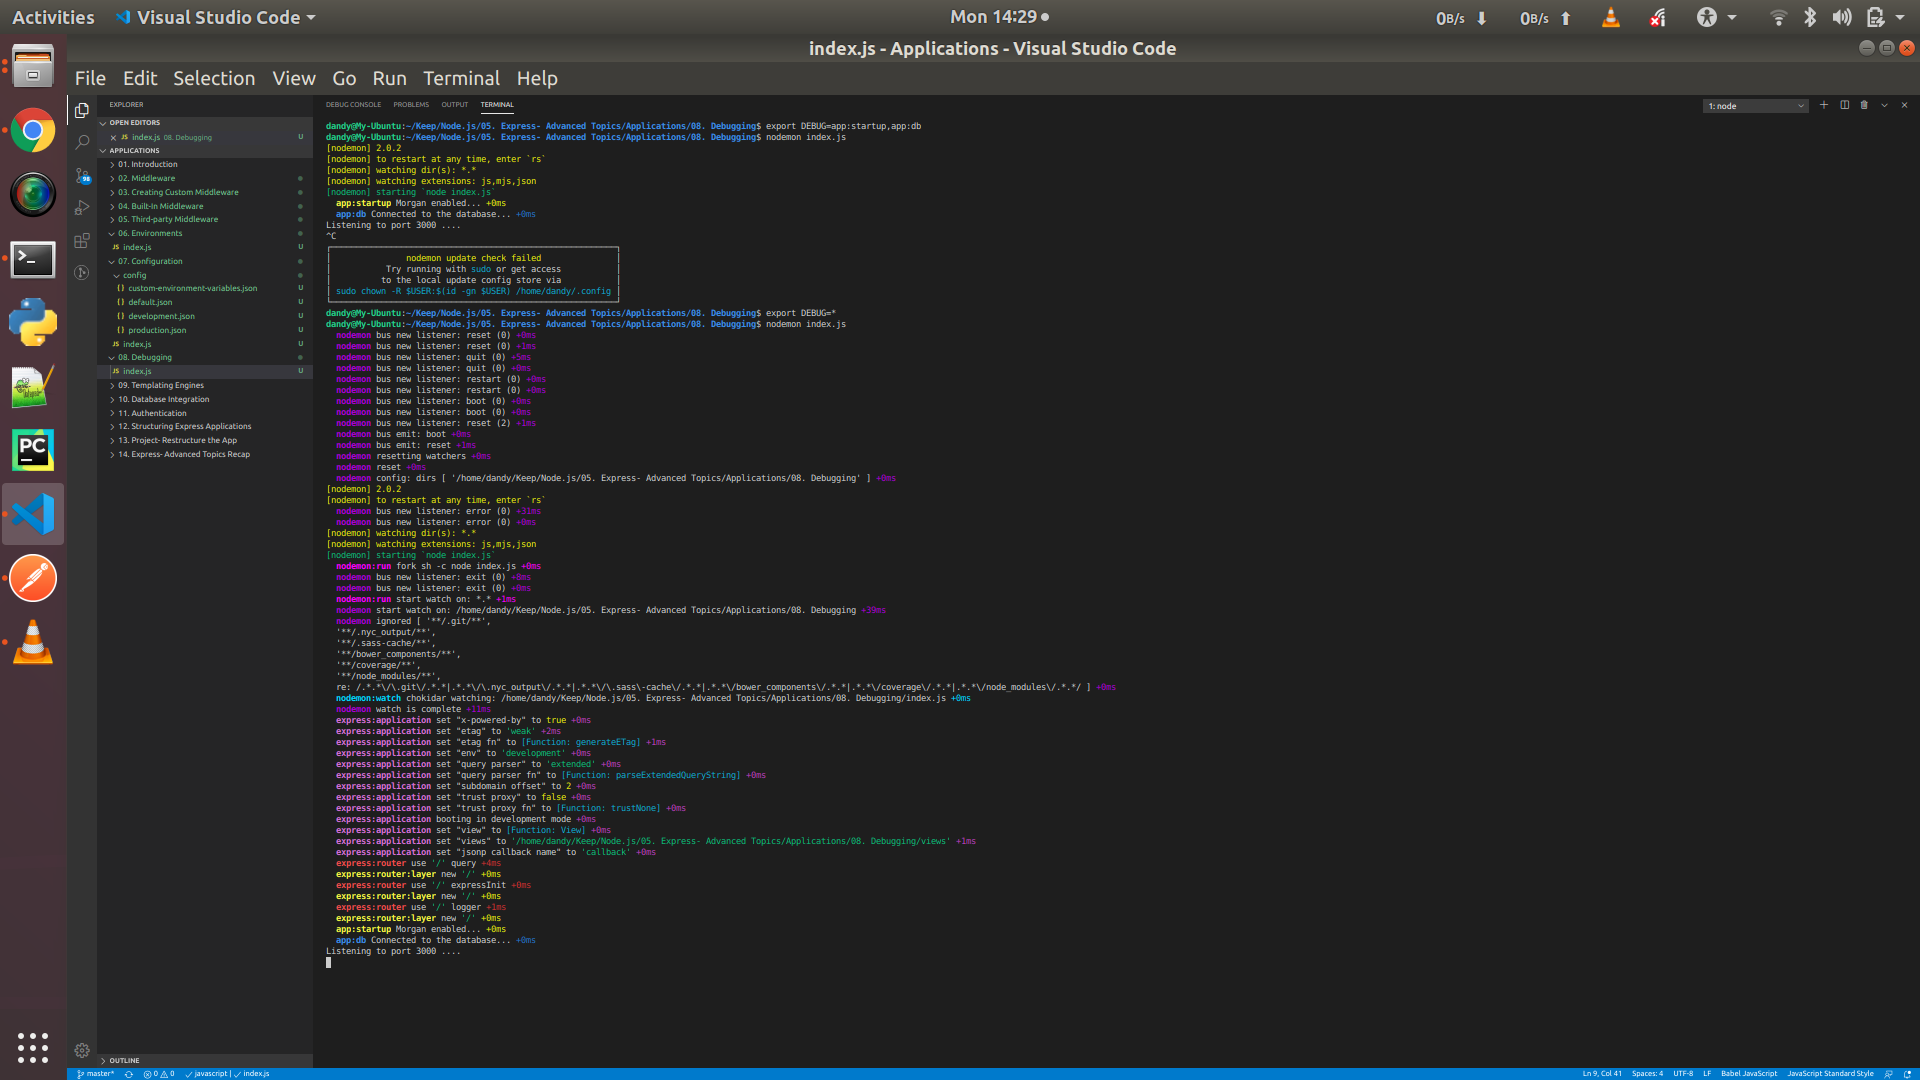 Activities
Visual Studio Code
Mon 14:29
0B/s
0B/s
index.js - Applications - Visual Studio Code
File Edit Selection View Go Run Terminal Help
EXPLORER
OPEN EDITORS
JS index.js 08. Debugging U
APPLICATIONS
01. Introduction
02. Middleware
03. Creating Custom Middleware
04. Built-In Middleware
05. Third-party Middleware
06. Environments
JS index.js U
07. Configuration
config
{} custom-environment-variables.json U
{} default.json U
{} development.json U
{} production.json U
JS index.js U
08. Debugging
JS index.js U
09. Templating Engines
10. Database Integration
11. Authentication
12. Structuring Express Applications
13. Project- Restructure the App
14. Express- Advanced Topics Recap
OUTLINE
98
PC
DEBUG CONSOLE PROBLEMS OUTPUT TERMINAL
1: node
dandy@My-Ubuntu:~/Keep/Node.js/05. Express- Advanced Topics/Applications/08. Debugging$ export DEBUG=app:startup,app:db
dandy@My-Ubuntu:~/Keep/Node.js/05. Express- Advanced Topics/Applications/08. Debugging$ nodemon index.js
[nodemon] 2.0.2
[nodemon] to restart at any time, enter `rs`
[nodemon] watching dir(s): *.*
[nodemon] watching extensions: js,mjs,json
[nodemon] starting `node index.js`
app:startup Morgan enabled... +0ms
app:db Connected to the database... +0ms
Listening to port 3000 ....
^C
nodemon update check failed
Try running with sudo or get access
to the local update config store via
sudo chown -R $USER:$(id -gn $USER) /home/dandy/.config
dandy@My-Ubuntu:~/Keep/Node.js/05. Express- Advanced Topics/Applications/08. Debugging$ export DEBUG=*
dandy@My-Ubuntu:~/Keep/Node.js/05. Express- Advanced Topics/Applications/08. Debugging$ nodemon index.js
nodemon bus new listener: reset (0) +0ms
nodemon bus new listener: reset (0) +1ms
nodemon bus new listener: quit (0) +5ms
nodemon bus new listener: quit (0) +0ms
nodemon bus new listener: restart (0) +0ms
nodemon bus new listener: restart (0) +0ms
nodemon bus new listener: boot (0) +0ms
nodemon bus new listener: boot (0) +0ms
nodemon bus new listener: reset (2) +1ms
nodemon bus emit: boot +0ms
nodemon bus emit: reset +1ms
nodemon resetting watchers +0ms
nodemon reset +0ms
nodemon config: dirs [ '/home/dandy/Keep/Node.js/05. Express- Advanced Topics/Applications/08. Debugging' ] +0ms
[nodemon] 2.0.2
[nodemon] to restart at any time, enter `rs`
nodemon bus new listener: error (0) +31ms
nodemon bus new listener: error (0) +0ms
[nodemon] watching dir(s): *.*
[nodemon] watching extensions: js,mjs,json
[nodemon] starting `node index.js`
nodemon:run fork sh -c node index.js +0ms
nodemon bus new listener: exit (0) +8ms
nodemon bus new listener: exit (0) +0ms
nodemon:run start watch on: *.* +1ms
nodemon start watch on: /home/dandy/Keep/Node.js/05. Express- Advanced Topics/Applications/08. Debugging +39ms
nodemon ignored [ '**/.git/**',
'**/.nyc_output/**',
'**/.sass-cache/**',
'**/bower_components/**',
'**/coverage/**',
'**/node_modules/**',
re: /.*.*\/\.git\/.*.*|.*.*\/\.nyc_output\/.*.*|.*.*\/\.sass\-cache\/.*.*|.*.*\/bower_components\/.*.*|.*.*\/coverage\/.*.*|.*.*\/node_modules\/.*.*/ ] +0ms
nodemon:watch chokidar watching: /home/dandy/Keep/Node.js/05. Express- Advanced Topics/Applications/08. Debugging/index.js +0ms
nodemon watch is complete +11ms
express:application set "x-powered-by" to true +0ms
express:application set "etag" to 'weak' +2ms
express:application set "etag fn" to [Function: generateETag] +1ms
express:application set "env" to 'development' +0ms
express:application set "query parser" to 'extended' +0ms
express:application set "query parser fn" to [Function: parseExtendedQueryString] +0ms
express:application set "subdomain offset" to 2 +0ms
express:application set "trust proxy" to false +0ms
express:application set "trust proxy fn" to [Function: trustNone] +0ms
express:application booting in development mode +0ms
express:application set "view" to [Function: View] +0ms
express:application set "views" to '/home/dandy/Keep/Node.js/05. Express- Advanced Topics/Applications/08. Debugging/views' +1ms
express:application set "jsonp callback name" to 'callback' +0ms
express:router use '/' query +4ms
express:router:layer new '/' +0ms
express:router use '/' expressInit +0ms
express:router:layer new '/' +0ms
express:router use '/' logger +1ms
express:router:layer new '/' +0ms
app:startup Morgan enabled... +0ms
app:db Connected to the database... +0ms
Listening to port 3000 ....
master* 0 0 javascript | index.js
Ln 9, Col 41 Spaces: 4 UTF-8 LF Babel JavaScript JavaScript Standard Style